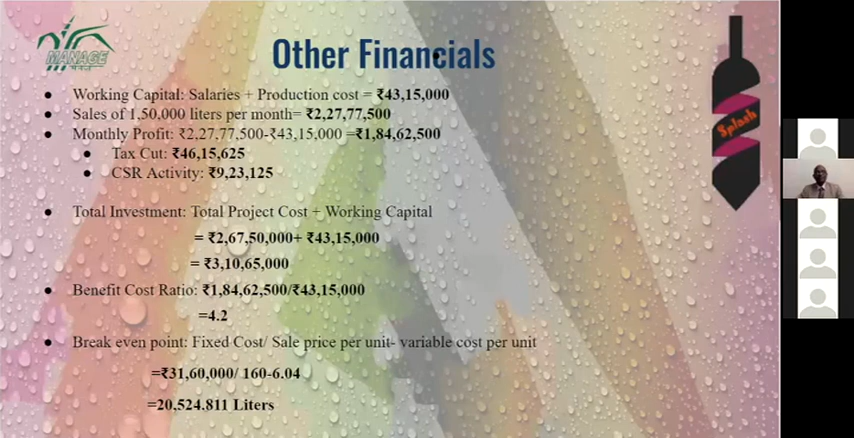 MANAGE
Other Financials
Splash
● Working Capital: Salaries + Production cost = ₹43,15,000
● Sales of 1,50,000 liters per month= ₹2,27,77,500
● Monthly Profit: ₹2,27,77,500-₹43,15,000 =₹1,84,62,500
● Tax Cut: ₹46,15,625
● CSR Activity: ₹9,23,125
● Total Investment: Total Project Cost + Working Capital
= ₹2,67,50,000+ ₹43,15,000
= ₹3,10,65,000
● Benefit Cost Ratio: ₹1,84,62,500/₹43,15,000
=4.2
● Break even point: Fixed Cost/ Sale price per unit- variable cost per unit
=₹31,60,000/ 160-6.04
=20,524.811 Liters